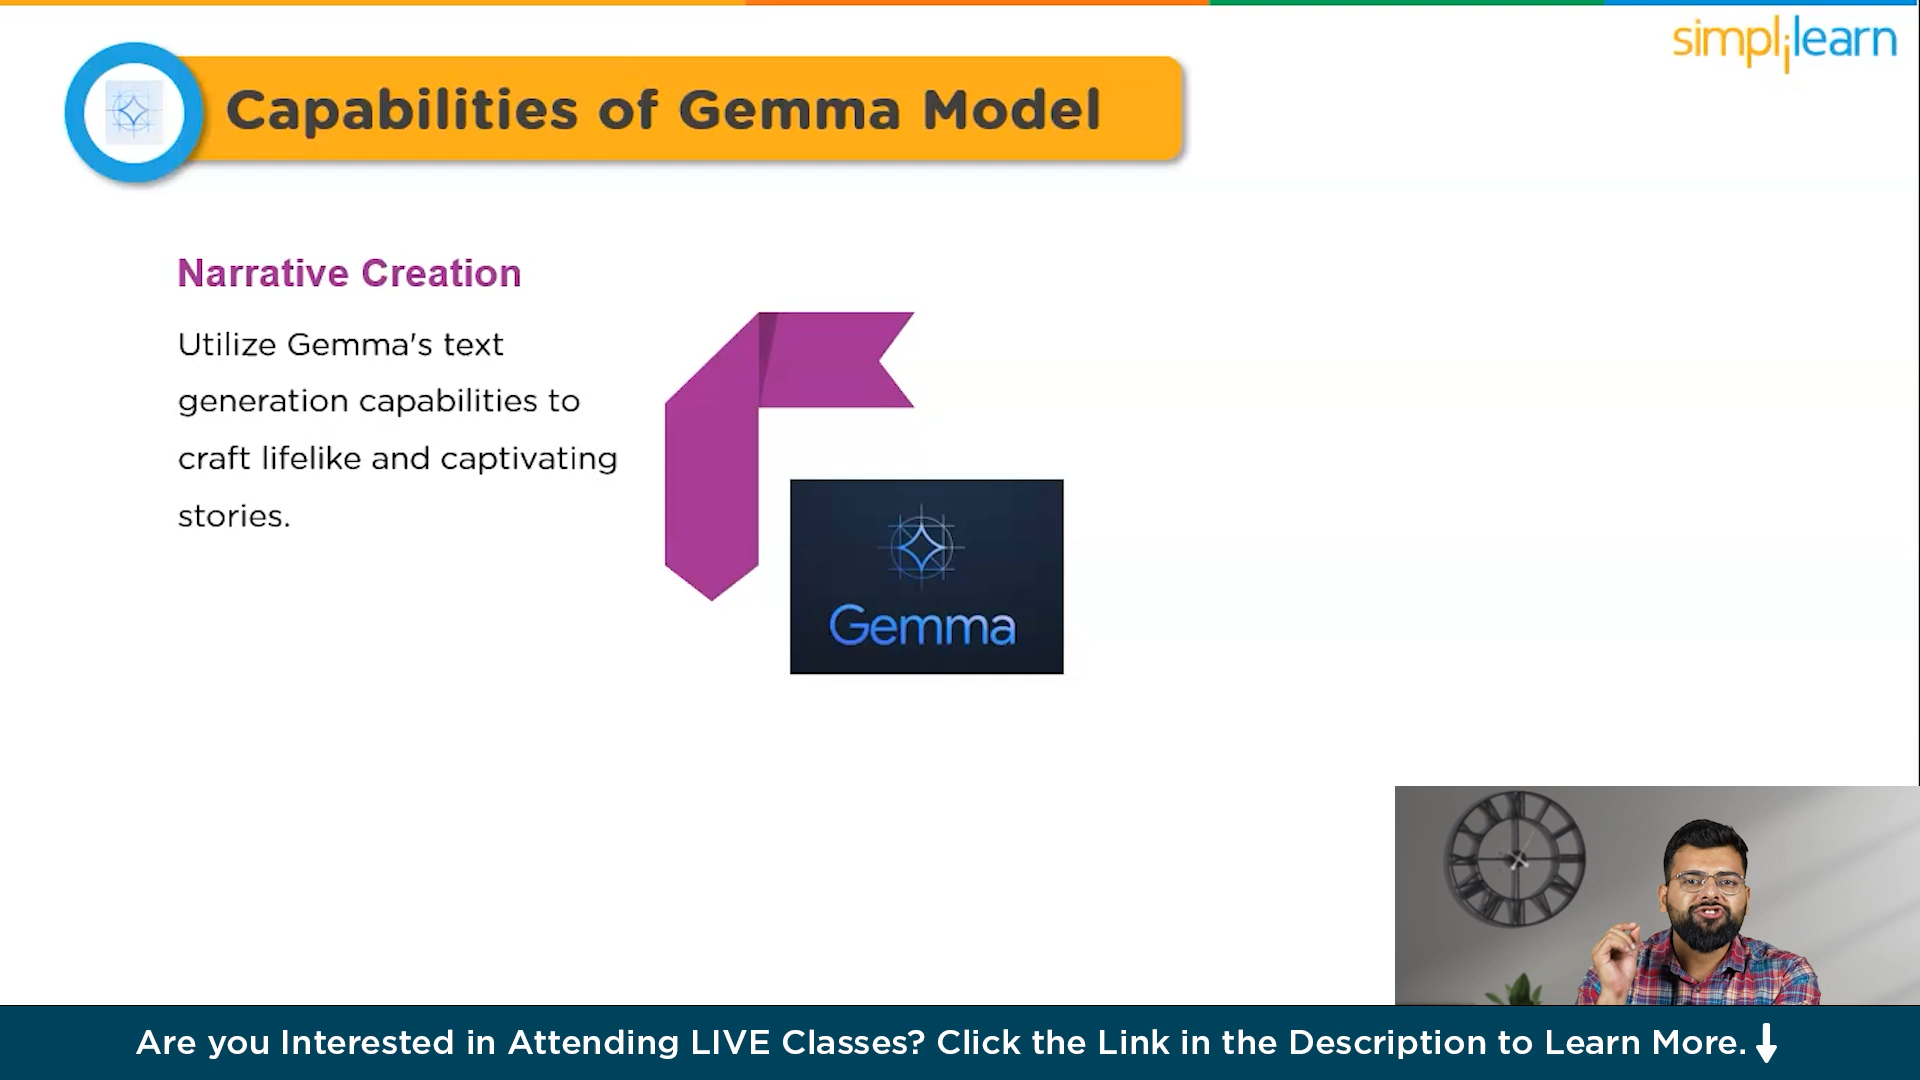 simplilearn
Capabilities of Gemma Model
Narrative Creation
Utilize Gemma's text
generation capabilities to
craft lifelike and captivating
stories.
Gemma
Are you Interested in Attending LIVE Classes? Click the Link in the Description to Learn More.